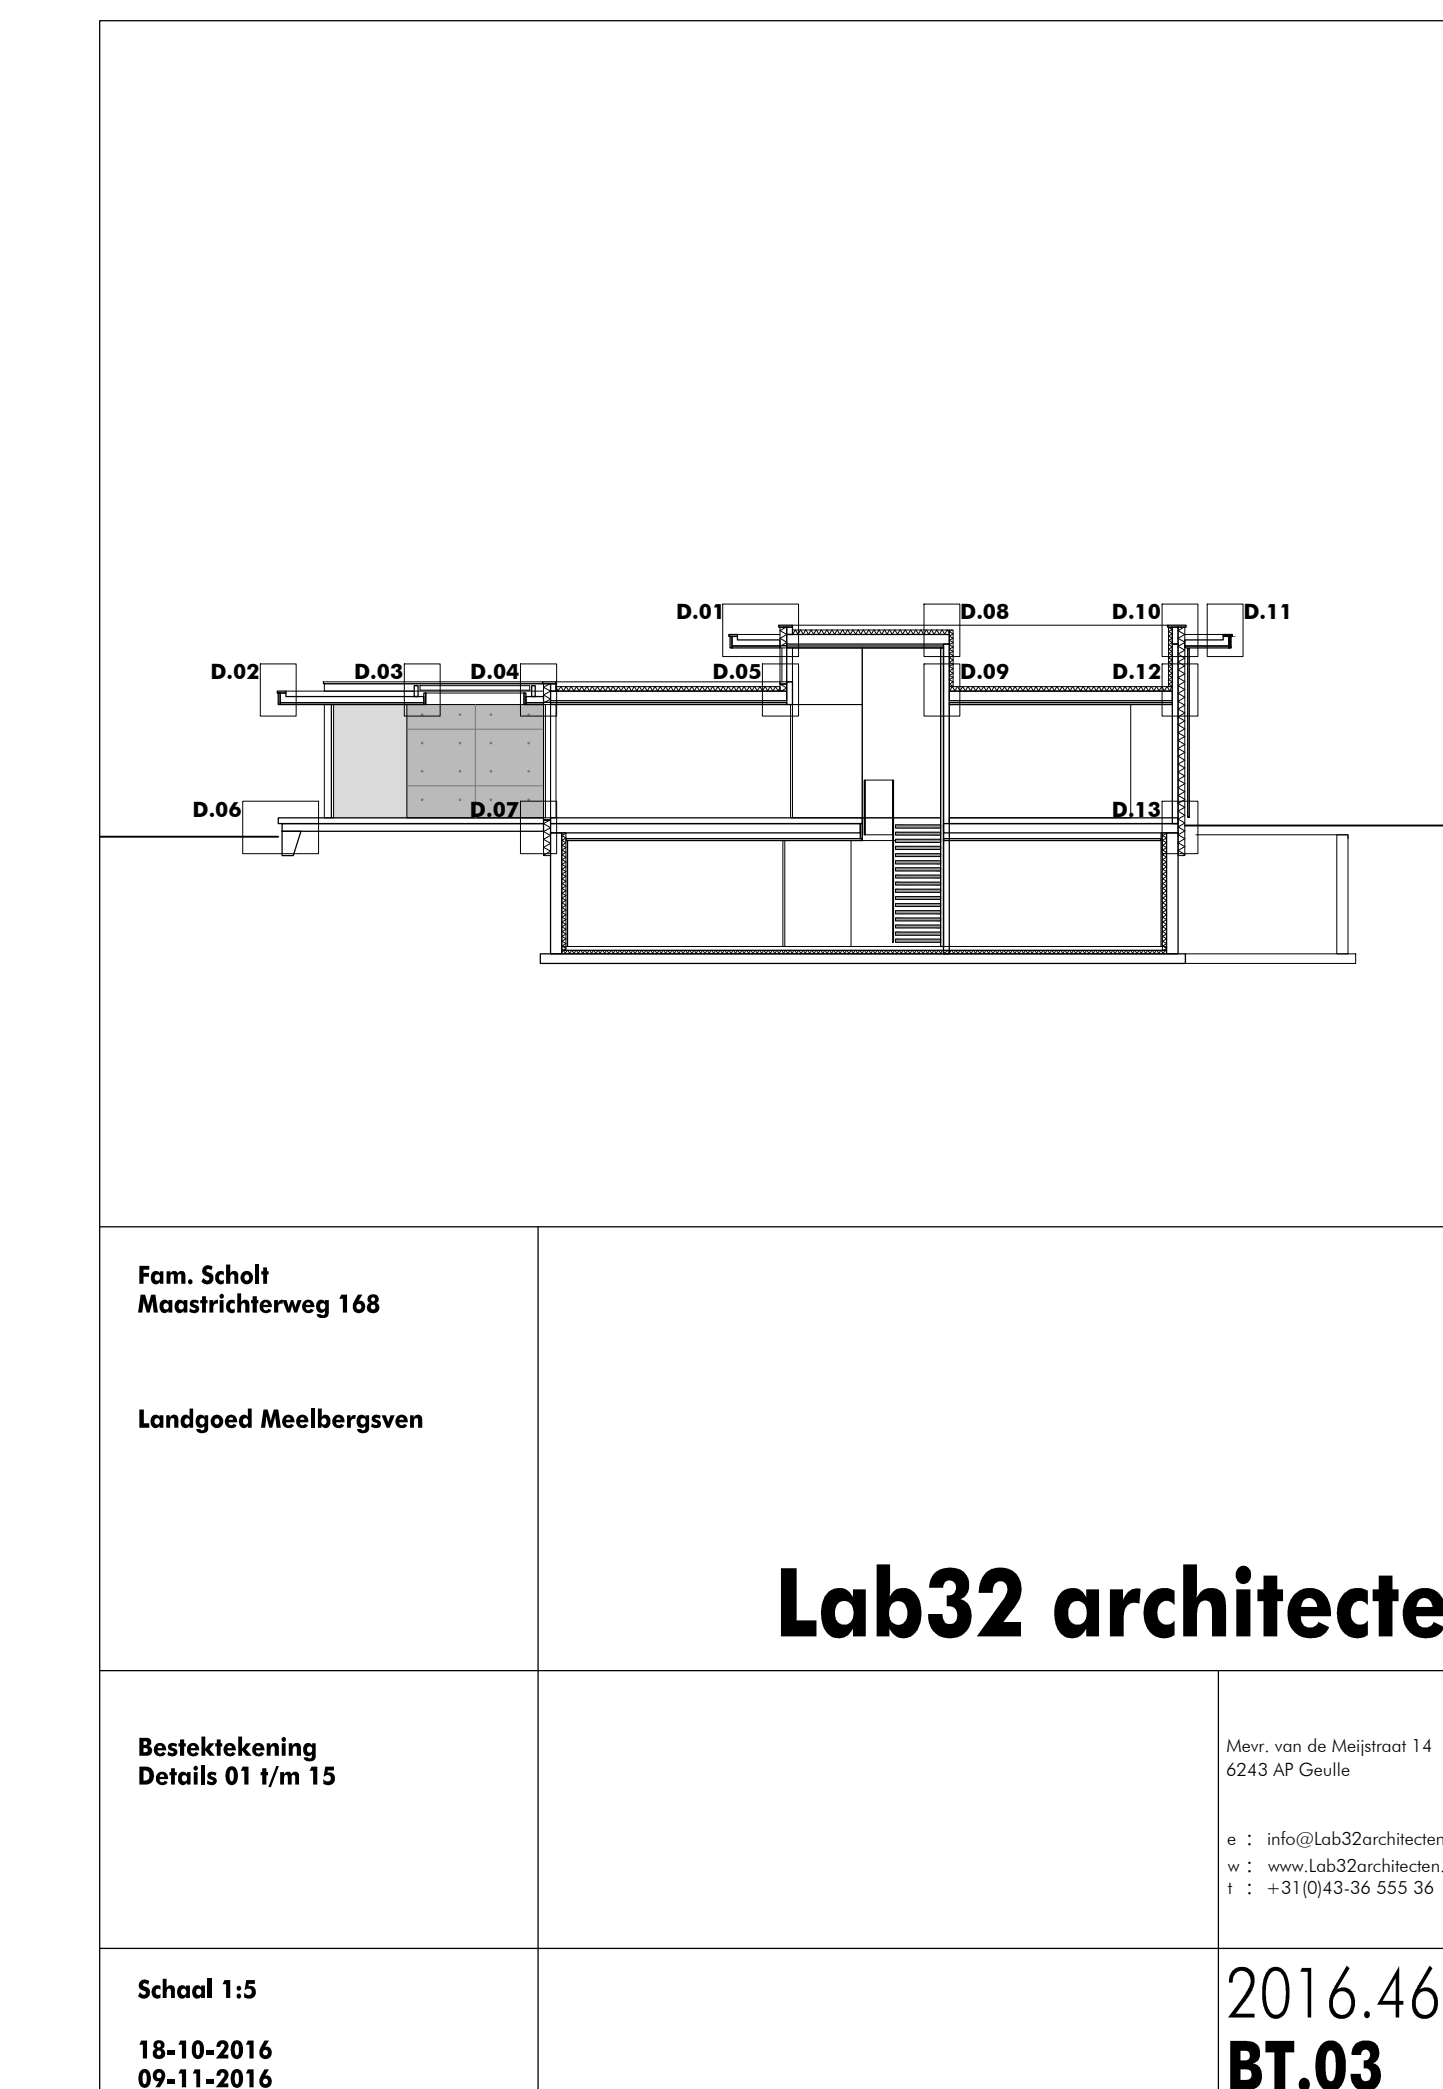 D.01
D.08
D.10
D.11
D.02
D.03
D.04
D.05
D.09
D.12
D.06
D.07
D.13
Fam. Scholt
Maastrichterweg 168
Landgoed Meelbergsven
Lab32 architecte
Bestektekening
Details 01 t/m 15
Mevr. van de Meijstraat 14
6243 AP Geulle
e : info@Lab32architecten
w : www.Lab32architecten.
t : +31(0)43-36 555 36
Schaal 1:5
18-10-2016
09-11-2016
2016.46
BT.03